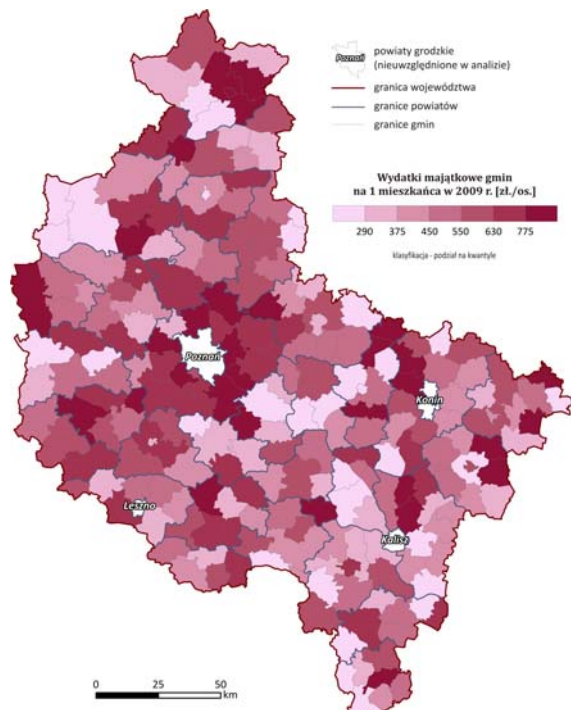 Poznań
powiaty grodzkie
(nieuwzględnione w analizie)
granica województwa
granice powiatów
granice gmin
Wydatki majątkowe gmin
na 1 mieszkańca w 2009 r. [zł./os.]
290 375 450 550 630 775
klasyfikacja - podział na kwantyle
Poznań
Konin
Leszno
Kalisz
0 25 50
km